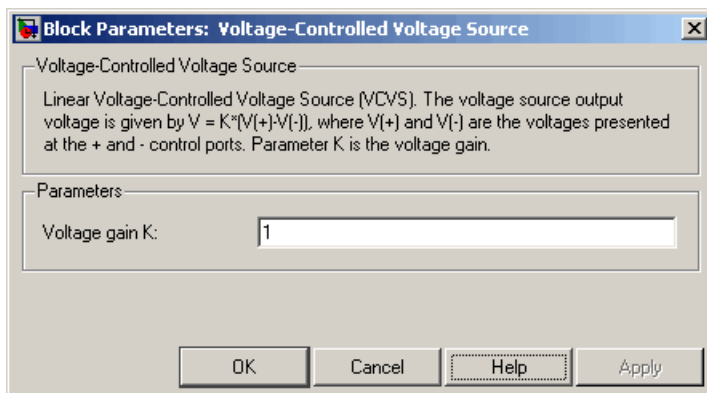 Block Parameters: Voltage-Controlled Voltage Source
Voltage-Controlled Voltage Source
Linear Voltage-Controlled Voltage Source (VCVS). The voltage source output
voltage is given by V = K*(V(+)-V(-)), where V(+) and V(-) are the voltages presented
at the + and - control ports. Parameter K is the voltage gain.
Parameters
Voltage gain K: 1
OK Cancel Help Apply